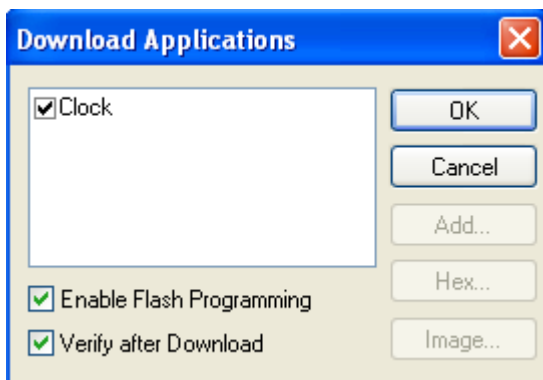 Download Applications
Clock
OK
Cancel
Add...
Hex...
Enable Flash Programming
Verify after Download
Image...